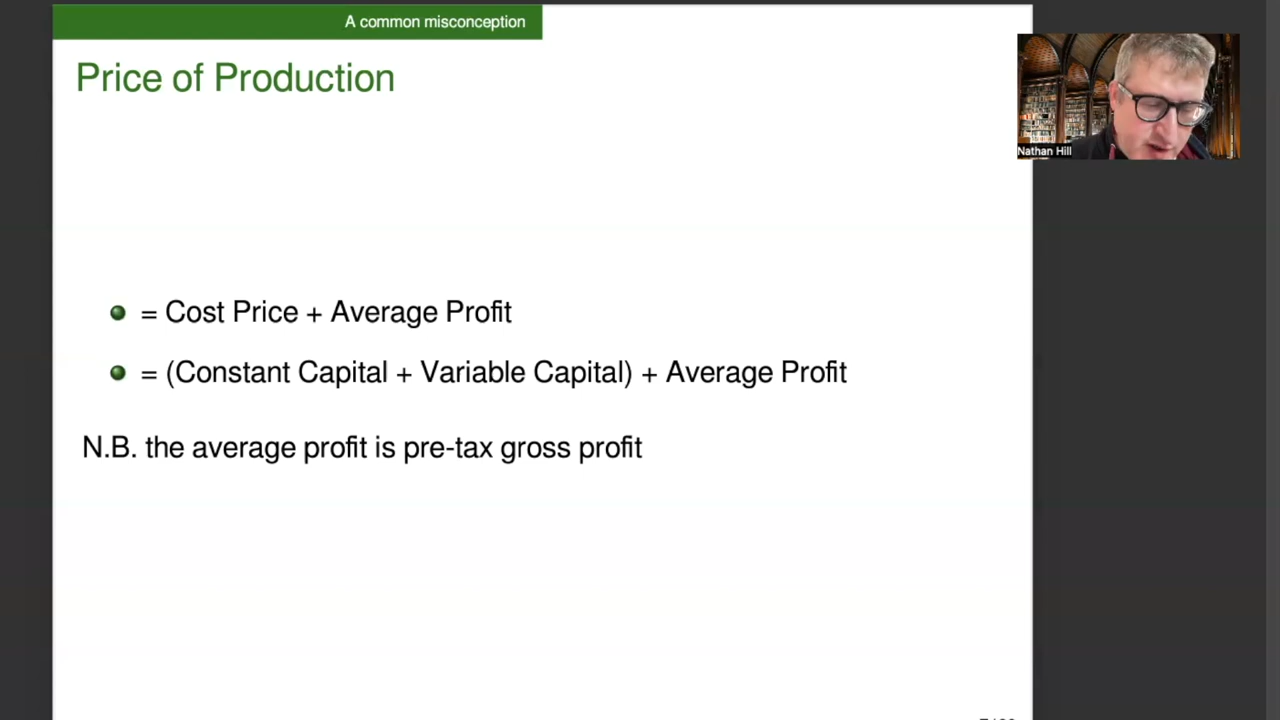 A common misconception
Price of Production
= Cost Price + Average Profit
= (Constant Capital + Variable Capital) + Average Profit
N.B. the average profit is pre-tax gross profit
Nathan Hill